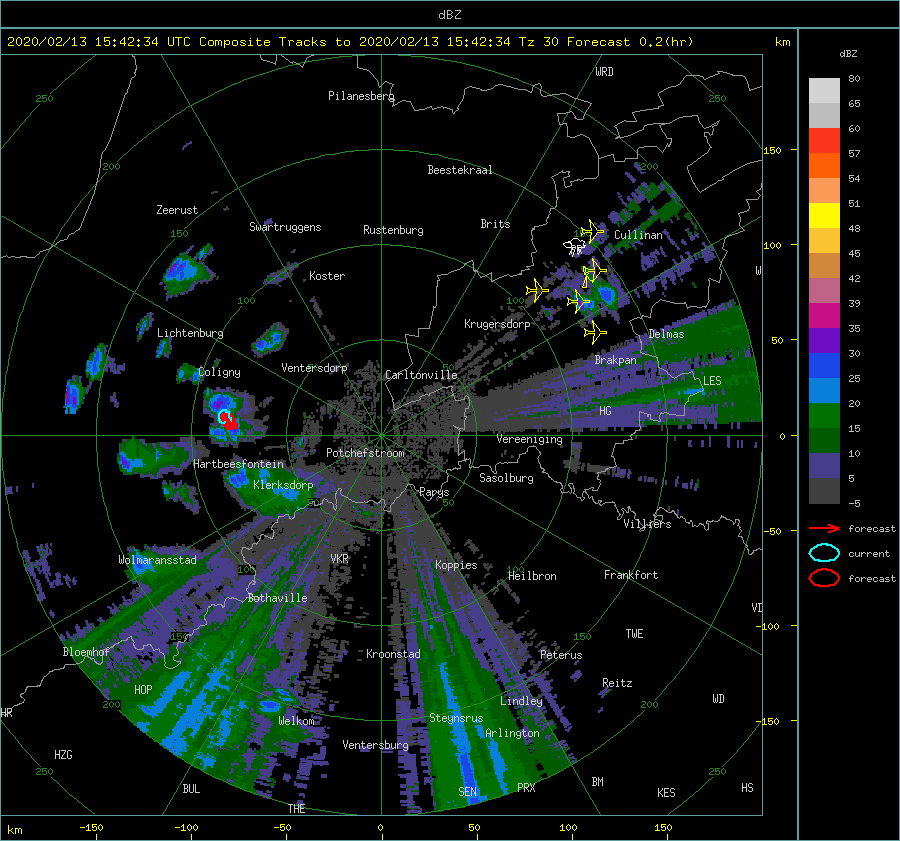 dBZ
2020/02/13 15:42:34 UTC Composite Tracks to 2020/02/13 15:42:34 Tz 30 Forecast 0.2(hr)
km
dBZ
WRD
250
Pilanesberg
250
80
65
60
57
54
51
48
45
42
39
35
30
25
20
15
10
5
-5
150
200
Beestekraal
200
Zeerust
150
Swartruggens
Rustenburg
Brits
Cullinan
100
W
Koster
100
100
Lichtenburg
Krugersdorp
Delmas
50
Coligny
Ventersdorp
Carltonville
Brakpan
LES
HG
0
Vereeniging
Potchefstroom
Hartbeesfontein
Klerksdorp
Parys
Sasolburg
50
50
Villiers
-50
forecast
current
forecast
Wolmaransstad
VKR
100
Koppies
100
Heilbron
Frankfort
Bothaville
VD
-100
150
150
TWE
Bloemhof
Kroonstad
Petrus
HOP
Reitz
WD
200
Lindley
200
HR
Welkom
Steynsrus
-150
Arlington
Ventersburg
HZG
250
250
BUL
SEN
PRX
BM
KES
HS
THE
km
-150
-100
-50
0
50
100
150